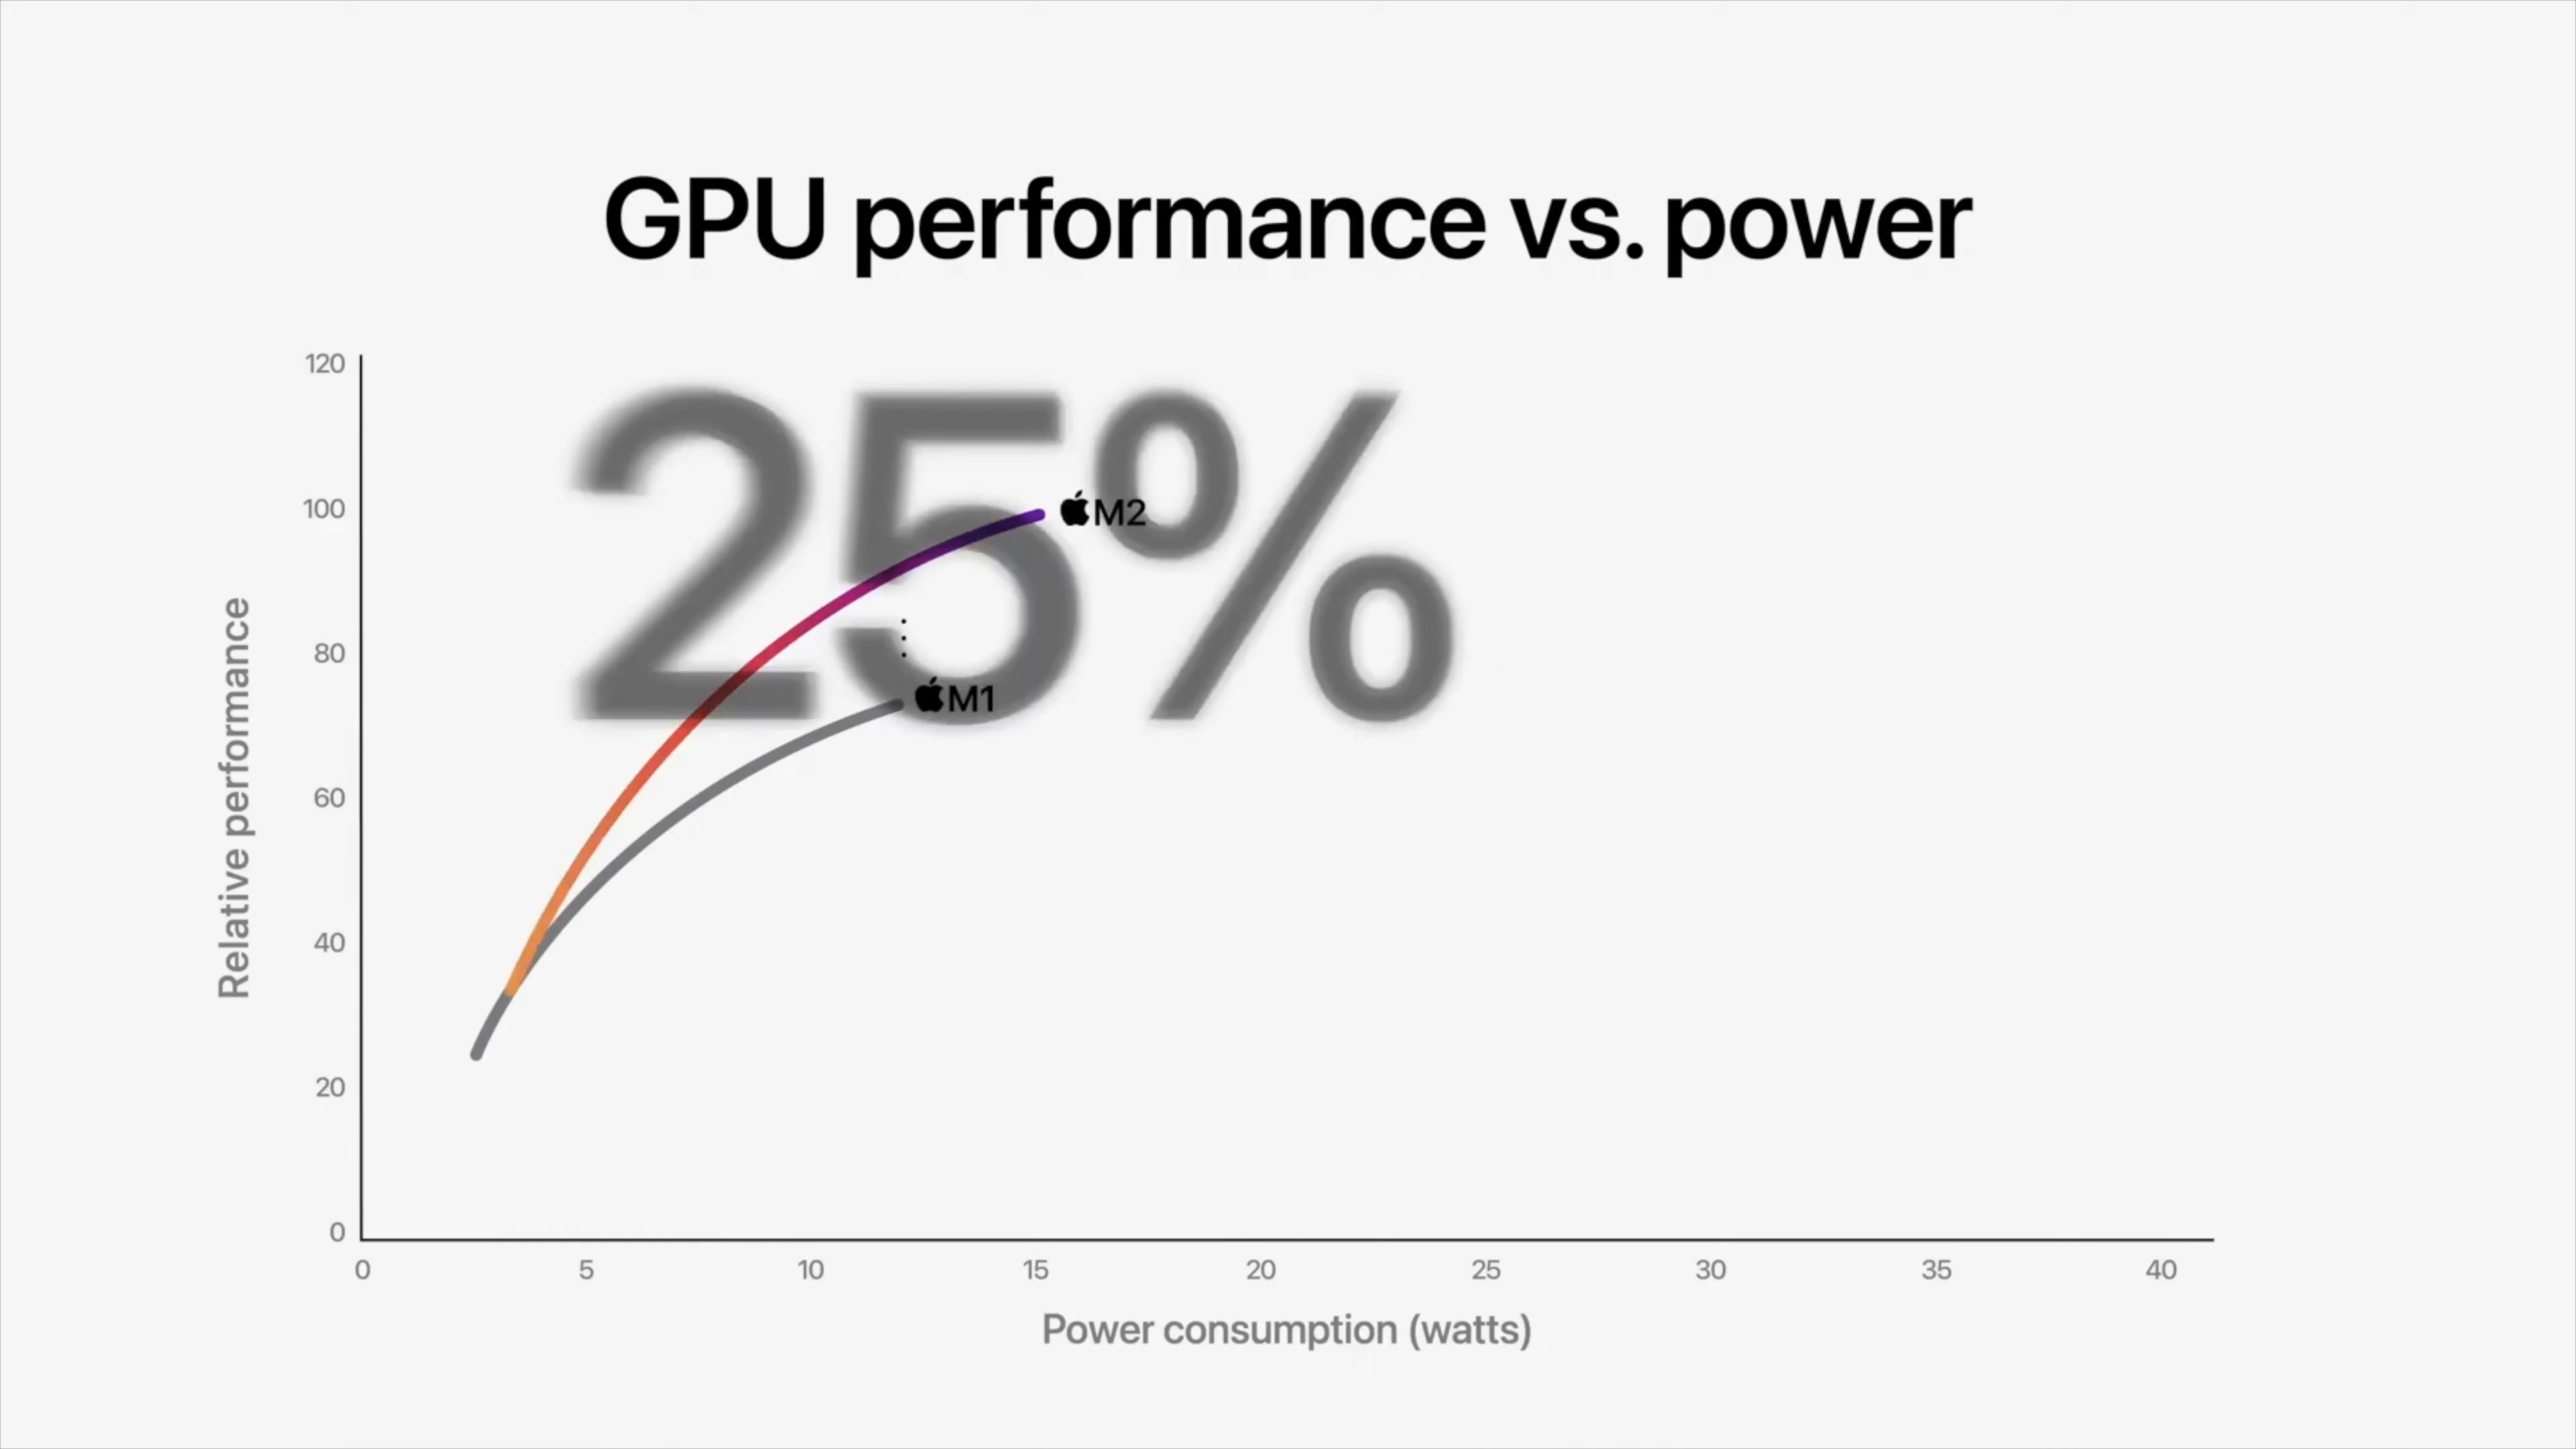 GPU performance vs. power
120
25%
100
M2
80
M1
60
40
20
0
Relative performance
0 5 10 15 20 25 30 35 40
Power consumption (watts)